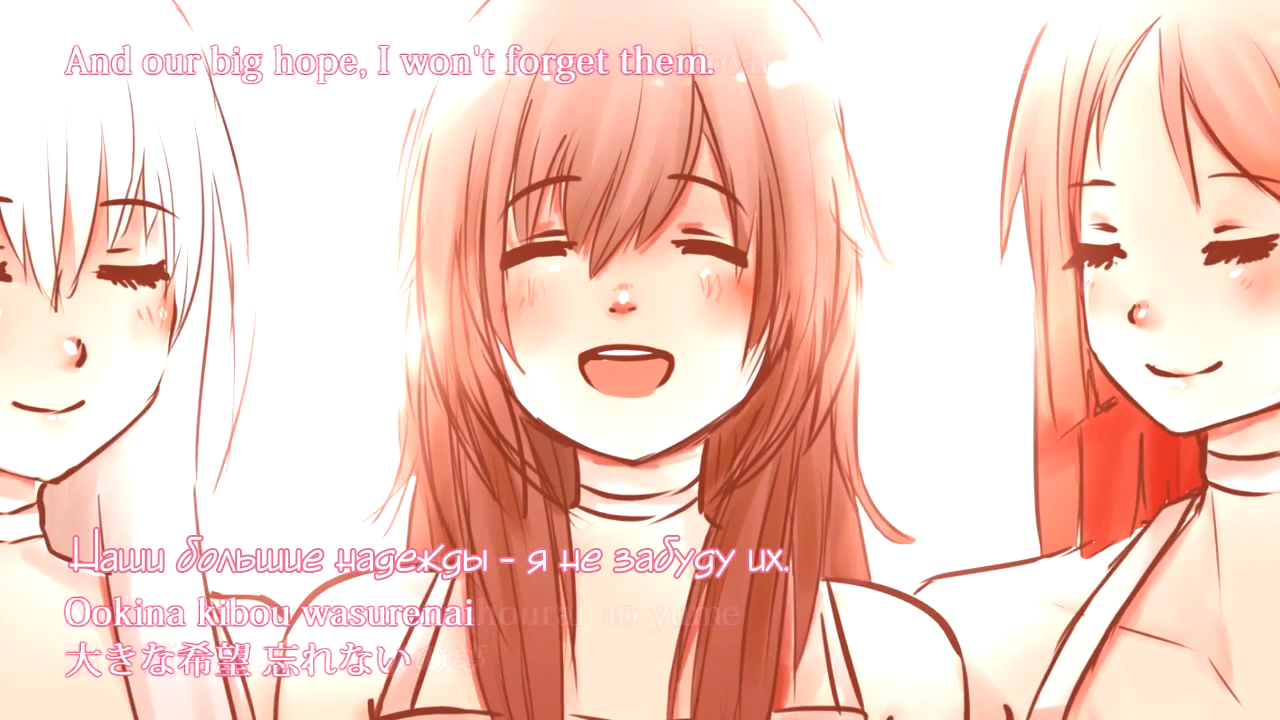 And our big hope, I won't forget them.
Наши большие надежды - я не забуду их.
Ookina kibou wasurenai
大きな希望 忘れない